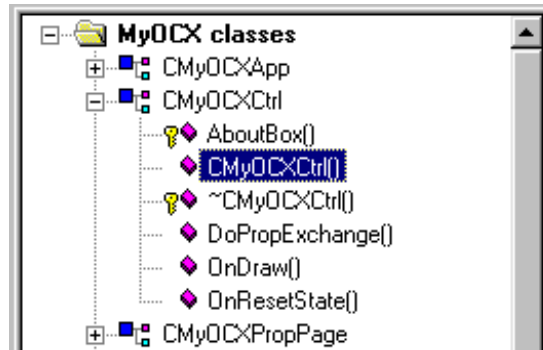 MyOCX classes
CMyOCXApp
CMyOCXCtrl
AboutBox()
CMyOCXCtrl()
~CMyOCXCtrl()
DoPropExchange()
OnDraw()
OnResetState()
CMyOCXPropPage